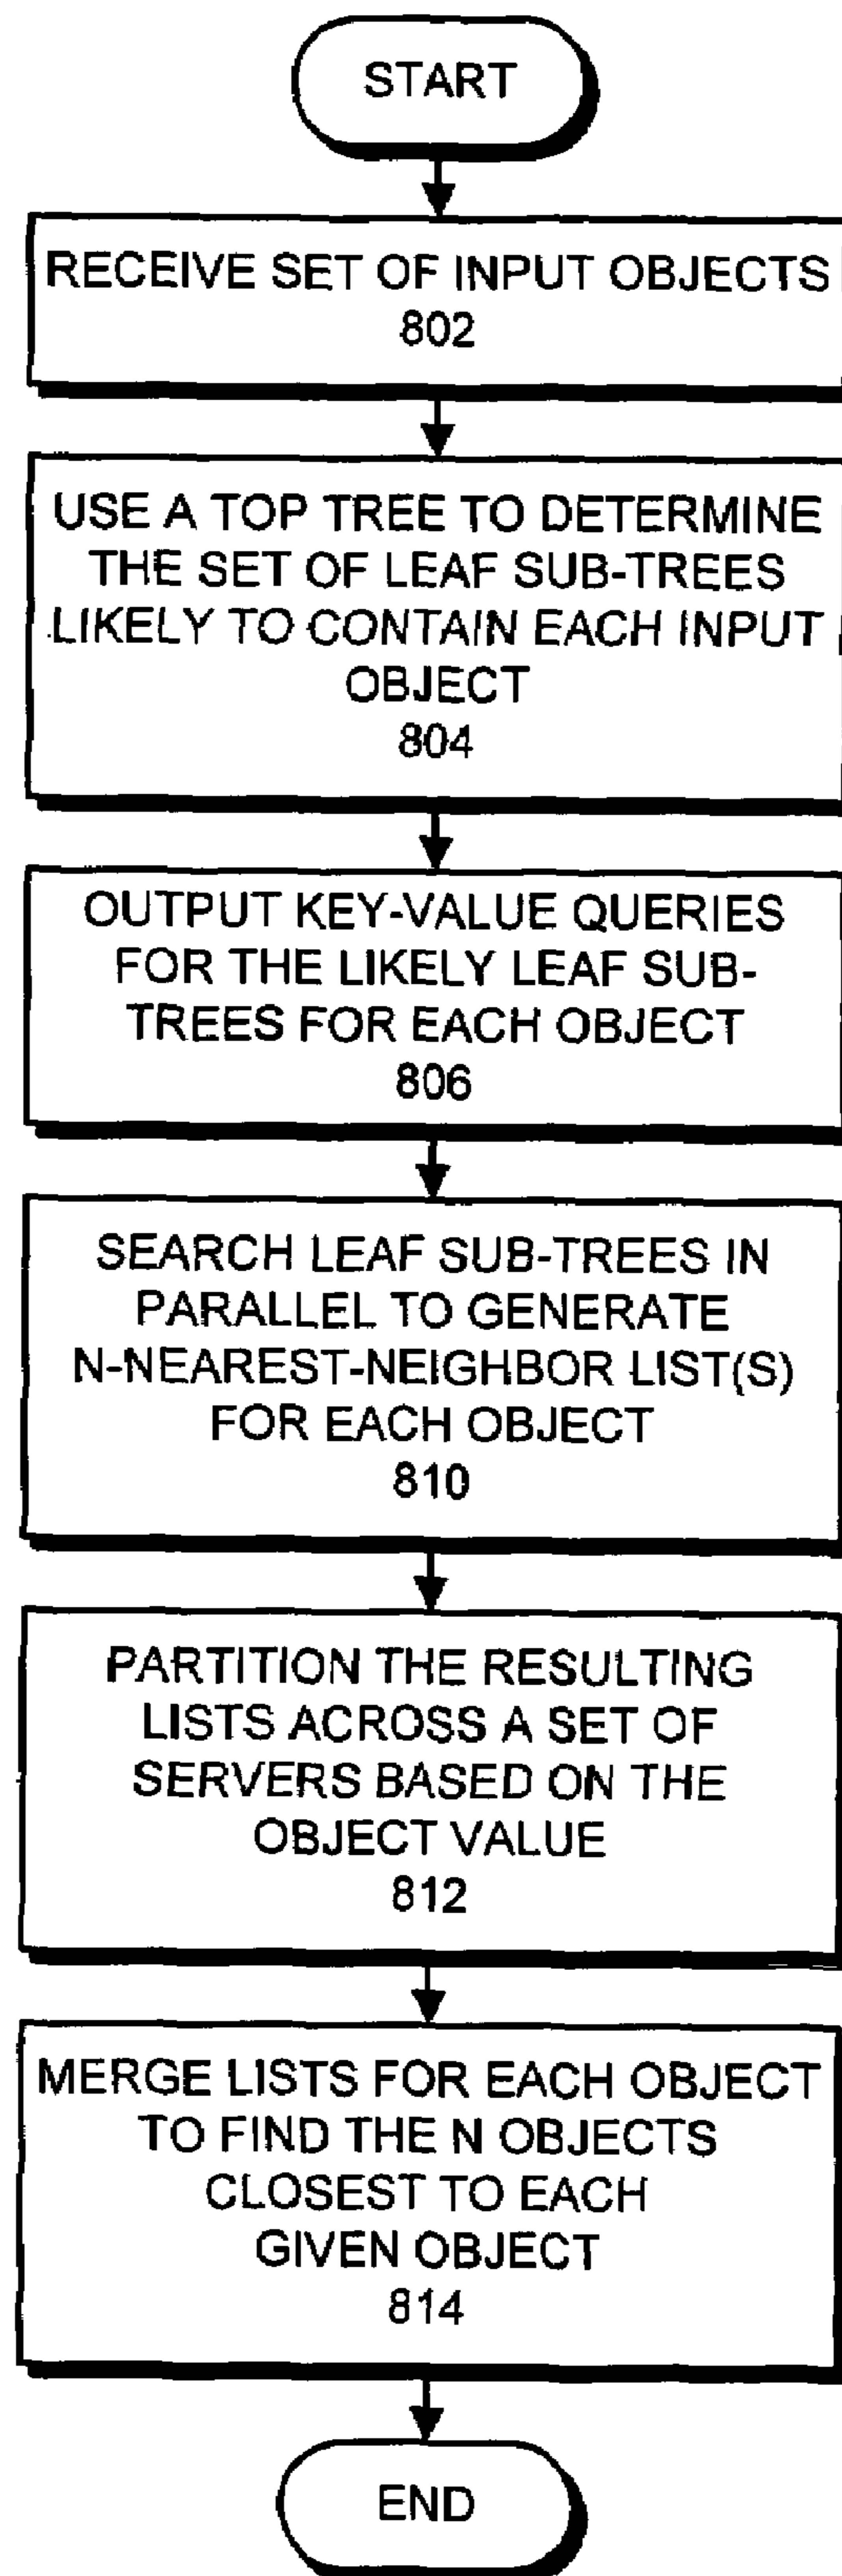 START
RECEIVE SET OF INPUT OBJECTS
802
USE A TOP TREE TO DETERMINE
THE SET OF LEAF SUB-TREES
LIKELY TO CONTAIN EACH INPUT
OBJECT
804
OUTPUT KEY-VALUE QUERIES
FOR THE LIKELY LEAF SUB-
TREES FOR EACH OBJECT
806
SEARCH LEAF SUB-TREES IN
PARALLEL TO GENERATE
N-NEAREST-NEIGHBOR LIST(S)
FOR EACH OBJECT
810
PARTITION THE RESULTING
LISTS ACROSS A SET OF
SERVERS BASED ON THE
OBJECT VALUE
812
MERGE LISTS FOR EACH OBJECT
TO FIND THE N OBJECTS
CLOSEST TO EACH
GIVEN OBJECT
814
END